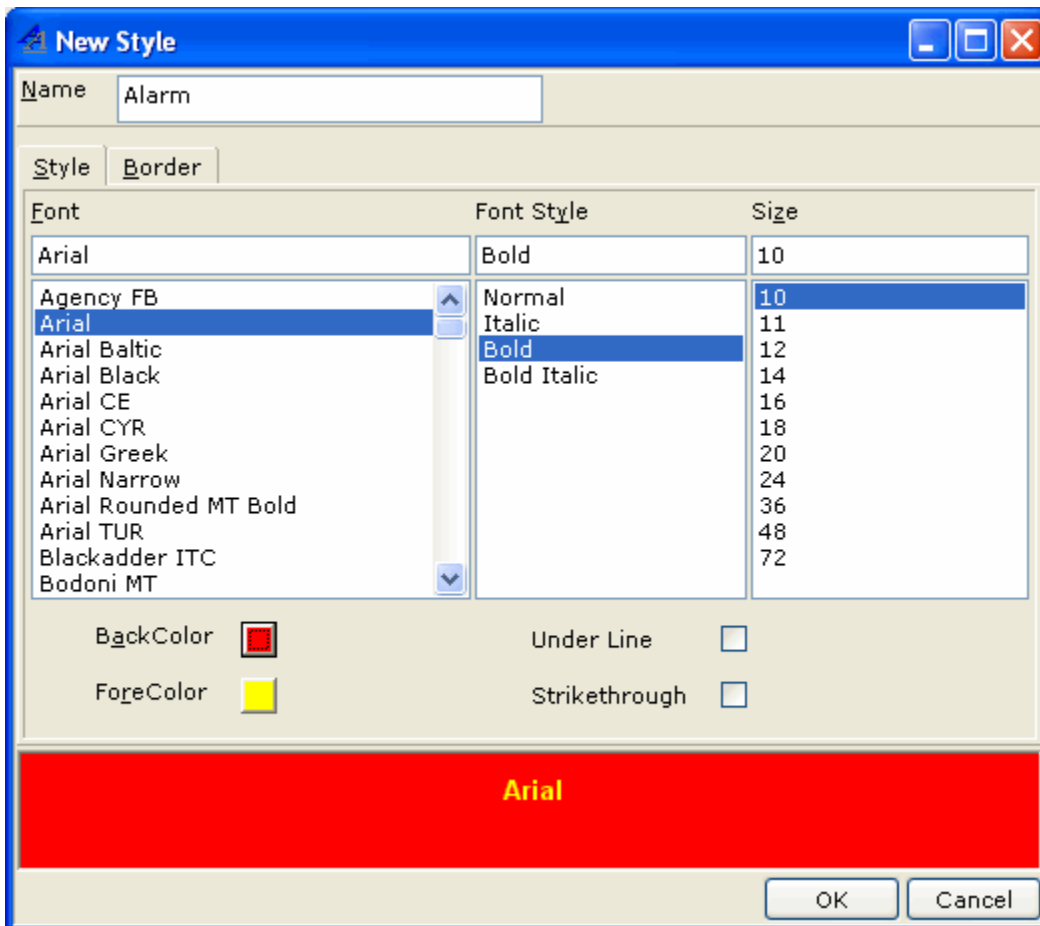 New Style
Name Alarm
Style Border
Font Font Style Size
Arial Bold 10
Agency FB Normal 10
Arial Italic 11
Arial Baltic Bold 12
Arial Black Bold Italic 14
Arial CE 16
Arial CYR 18
Arial Greek 20
Arial Narrow 24
Arial Rounded MT Bold 36
Arial TUR 48
Blackadder ITC 72
Bodoni MT
BackColor Under Line
ForeColor Strikethrough
Arial
OK Cancel